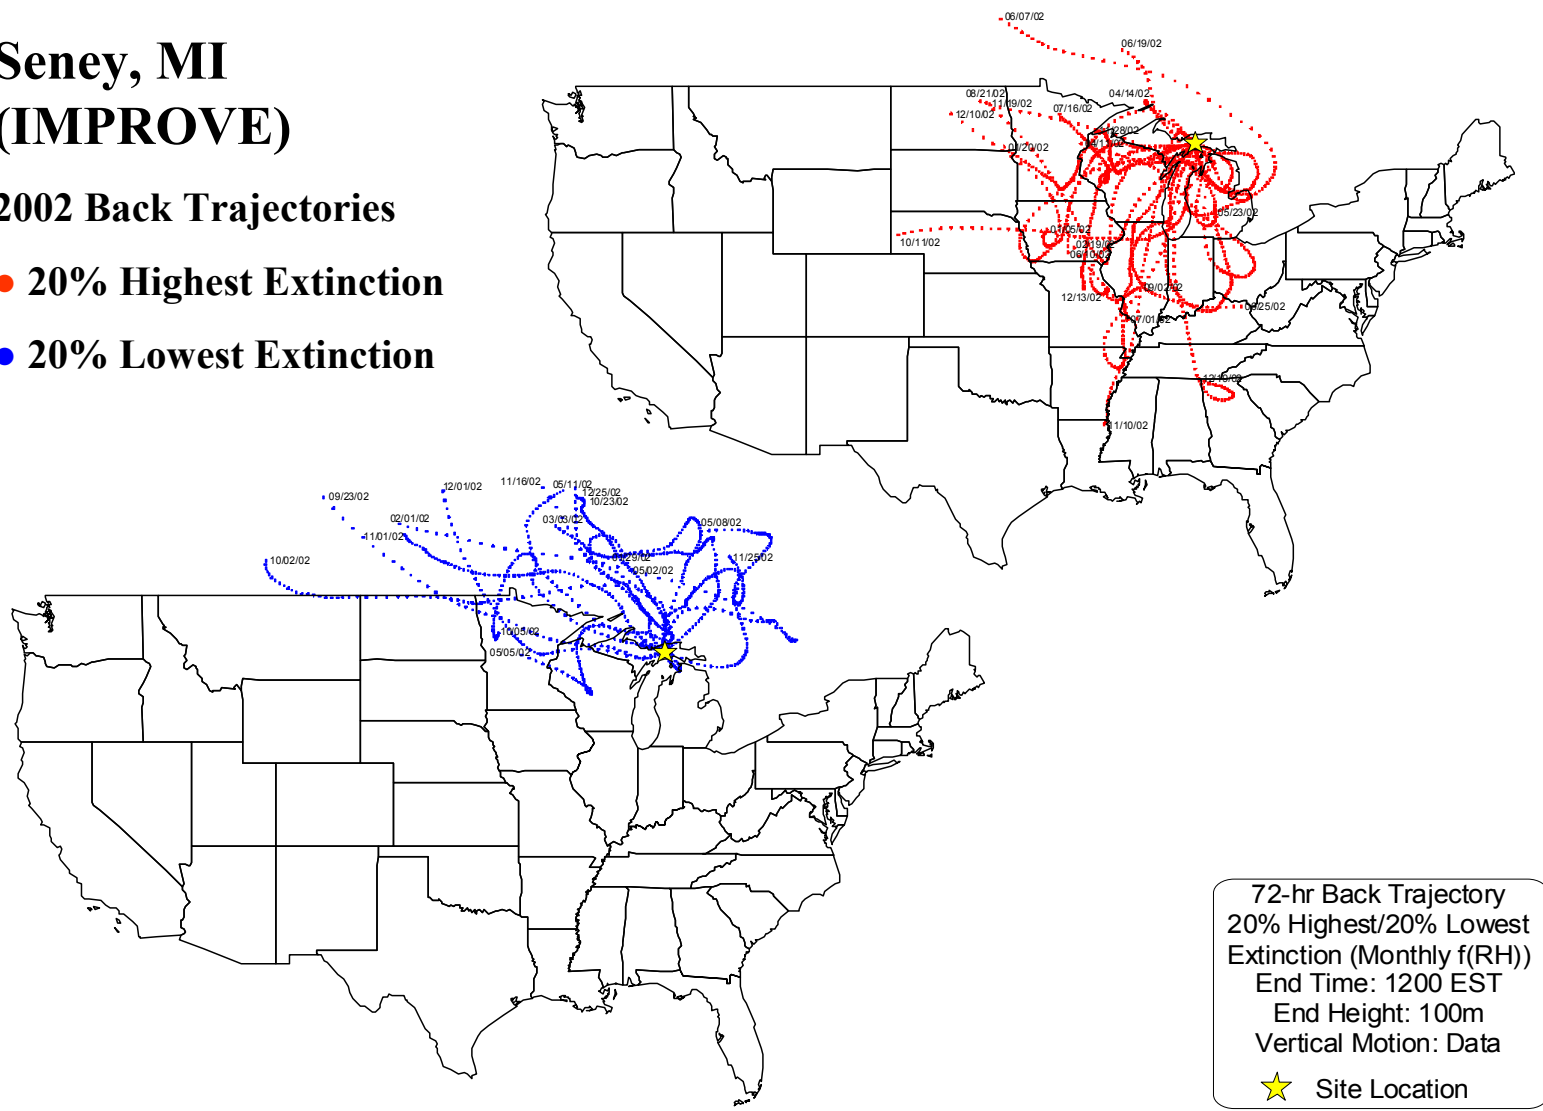 Seney, MI
(IMPROVE)
2002 Back Trajectories
20% Highest Extinction
20% Lowest Extinction
06/07/02
06/19/02
04/14/02
08/21/02
11/19/02
07/16/02
12/10/02
05/23/02
10/11/02
12/13/02
07/01/02
11/10/02
09/23/02
12/01/02
11/16/02
05/11/02
12/25/02
10/23/02
02/01/02
03/03/02
05/08/02
11/01/02
10/02/02
05/02/02
11/25/02
10/05/02
05/05/02
72-hr Back Trajectory
20% Highest/20% Lowest
Extinction (Monthly f(RH))
End Time: 1200 EST
End Height: 100m
Vertical Motion: Data
Site Location